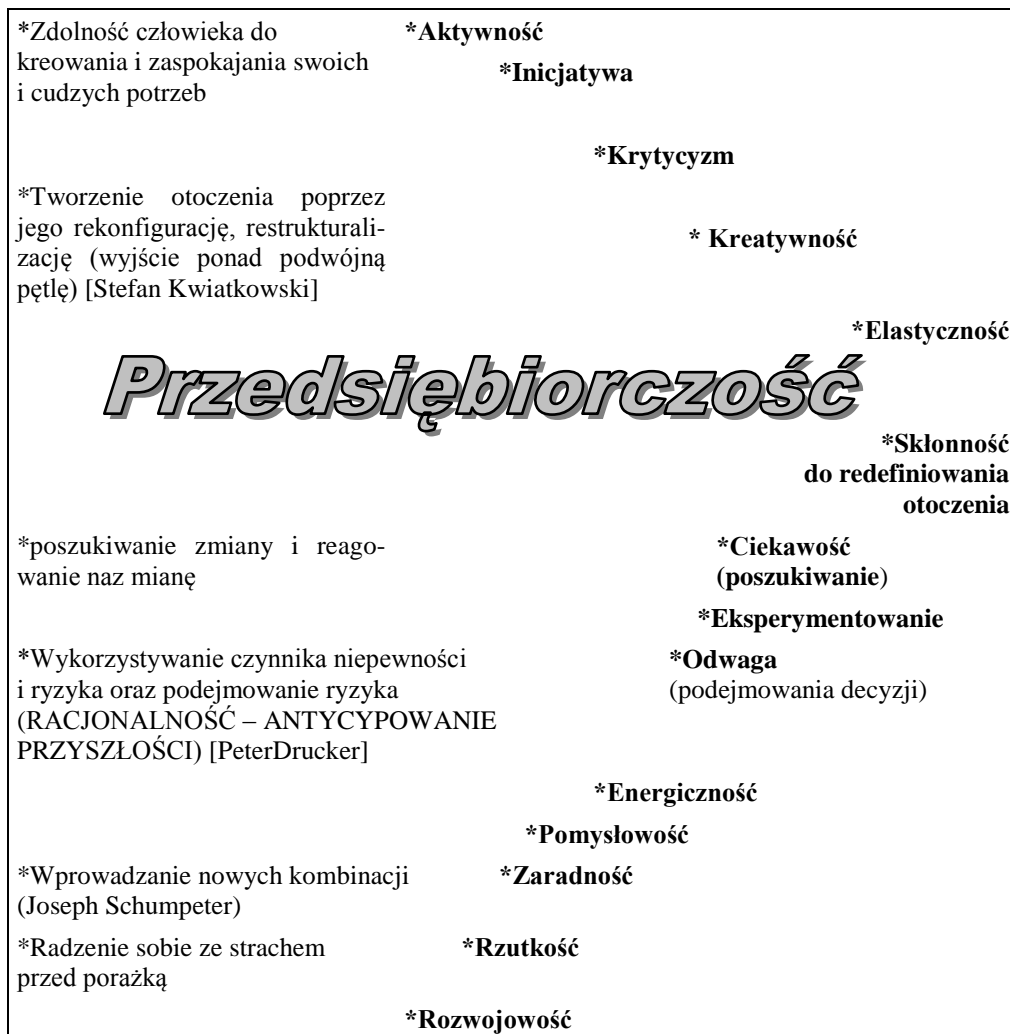 *Zdolność człowieka do
kreowania i zaspokajania swoich
i cudzych potrzeb
*Aktywność
*Inicjatywa
*Krytycyzm
*Tworzenie otoczenia poprzez
jego rekonfigurację, restrukturali-
zację (wyjście ponad podwójną
pętlę) [Stefan Kwiatkowski]
* Kreatywność
*Elastyczność
Przedsiębiorczość
*Skłonność
do redefiniowania
otoczenia
*poszukiwanie zmiany i reago-
wanie naz mianę
*Ciekawość
(poszukiwanie)
*Eksperymentowanie
*Wykorzystywanie czynnika niepewności
i ryzyka oraz podejmowanie ryzyka
(RACJONALNOŚĆ – ANTYCYPOWANIE
PRZYSZŁOŚCI) [PeterDrucker]
*Odwaga
(podejmowania decyzji)
*Energiczność
*Pomysłowość
*Wprowadzanie nowych kombinacji
(Joseph Schumpeter)
*Zaradność
*Radzenie sobie ze strachem
przed porażką
*Rzutkość
*Rozwojowość